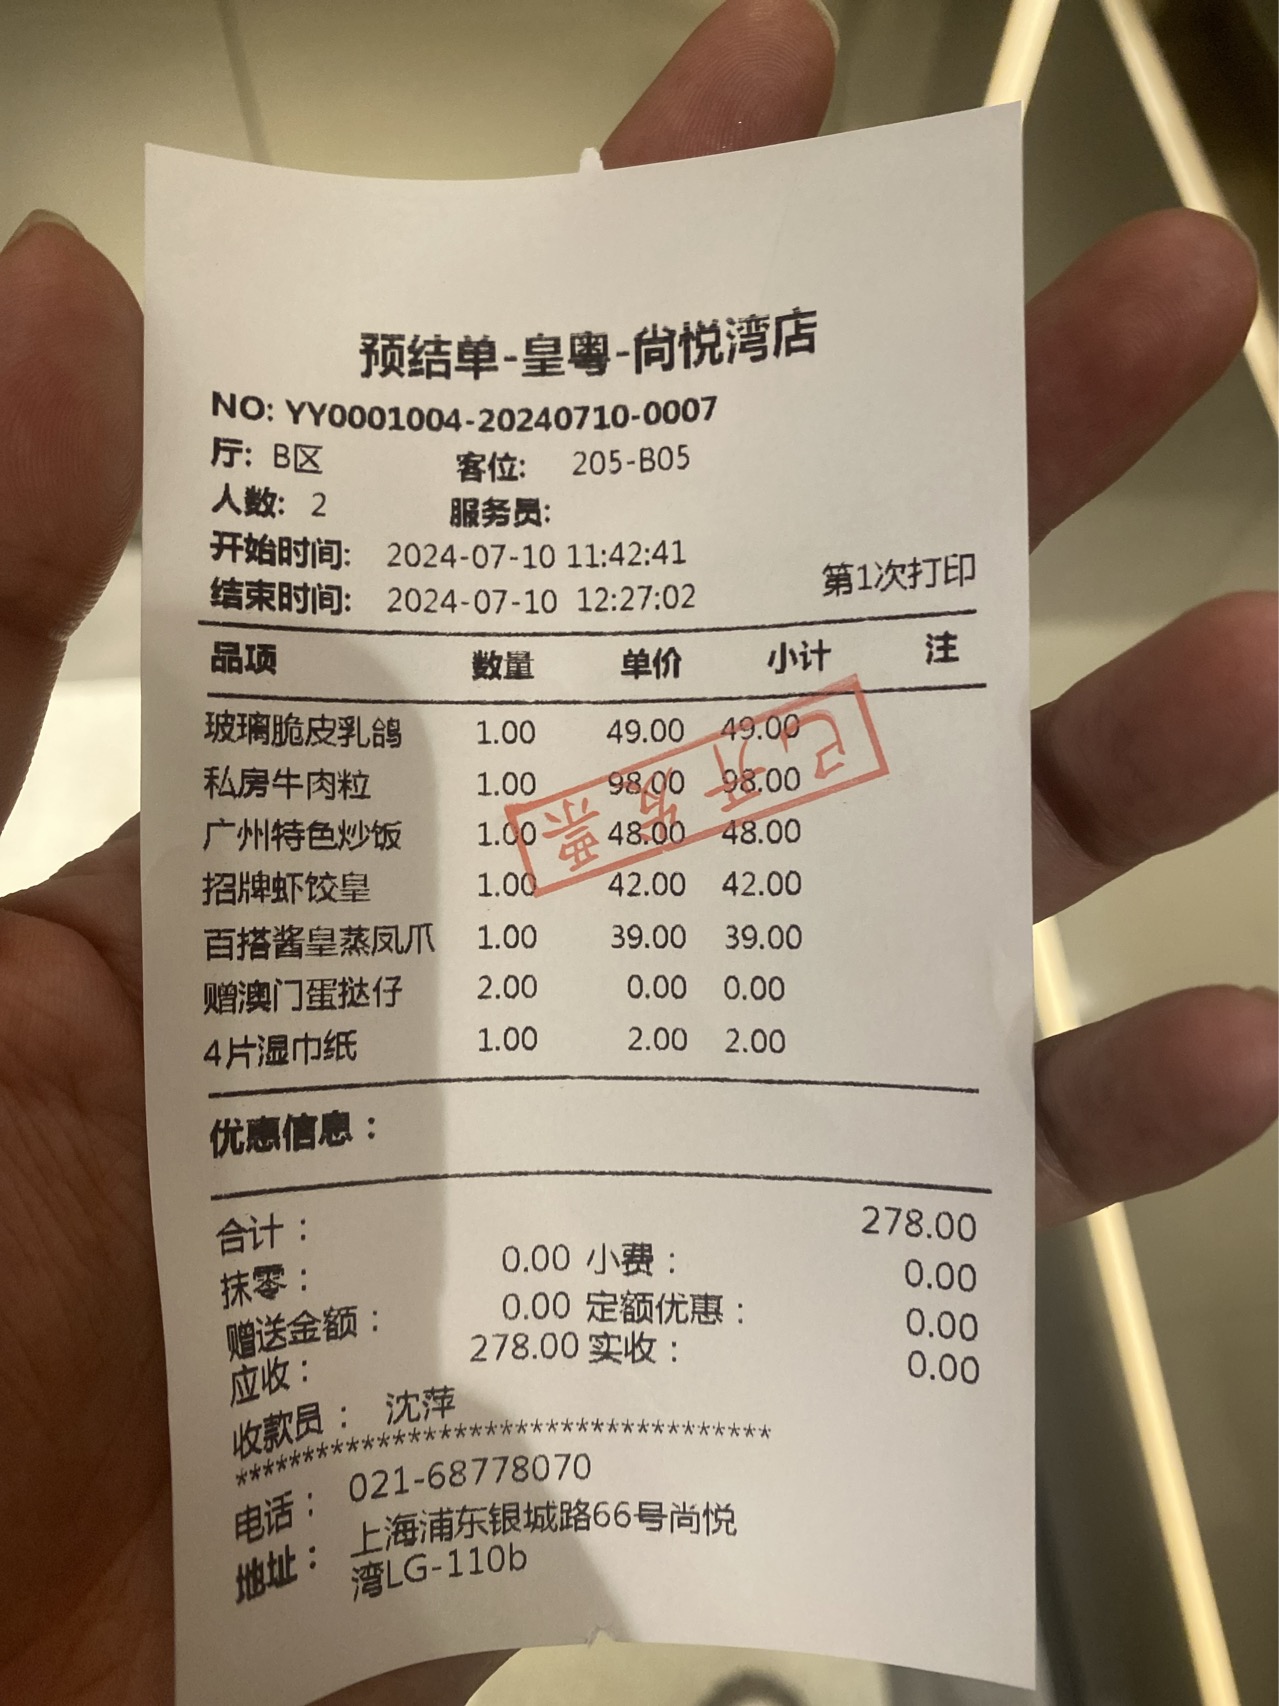 预结单-皇粤-尚悦湾店
NO: YY0001004-20240710-0007
厅: B区 客位: 205-B05
人数: 2 服务员:
开始时间: 2024-07-10 11:42:41
结束时间: 2024-07-10 12:27:02 第1次打印
品项 数量 单价 小计 注
玻璃脆皮乳鸽 1.00 49.00 49.00
私房牛肉粒 1.00 98.00 98.00
广州特色炒饭 1.00 48.00 48.00
招牌虾饺皇 1.00 42.00 42.00
百搭酱皇蒸凤爪 1.00 39.00 39.00
赠澳门蛋挞仔 2.00 0.00 0.00
4片湿巾纸 1.00 2.00 2.00
已开发票
优惠信息：
合计： 278.00
抹零： 0.00 小费： 0.00
赠送金额： 0.00 定额优惠： 0.00
应收： 278.00 实收： 0.00
收款员： 沈萍
************************************
电话： 021-68778070
地址： 上海浦东银城路66号尚悦
湾LG-110b